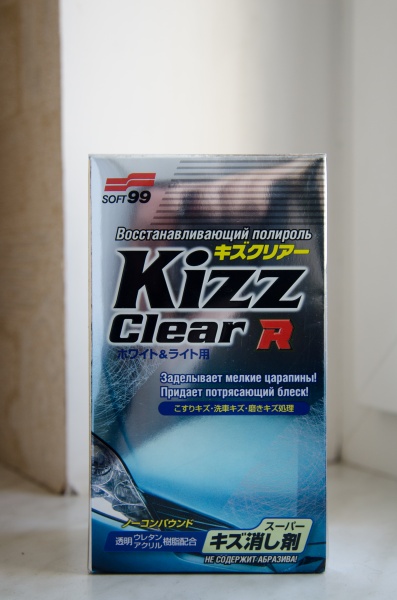 SOFT99
Восстанавливающий полироль
キズクリアー
Kizz
Clear R
ホワイト&ライト用
Заделывает мелкие царапины!
Придает потрясающий блеск!
こすりキズ・洗車キズ・磨きキズ処理
ノーコンパウンド
透明 ウレタン アクリル 樹脂配合
スーパー
キズ消し剤
НЕ СОДЕРЖИТ АБРАЗИВА!